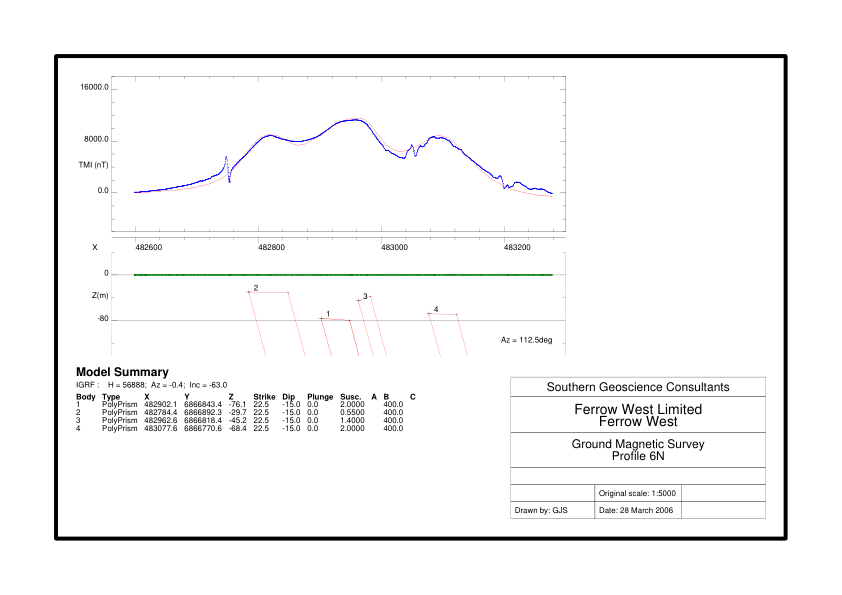 16000.0
8000.0
TMI (nT)
0.0
X 482600 482800 483000 483200
0
2
3
Z(m)
4
1
-80
Az = 112.5deg
Model Summary
IGRF : H = 56888; Az = -0.4; Inc = -63.0
Body Type X Y Z Strike Dip Plunge Susc. A B C
1 PolyPrism 482902.1 6866843.4 -76.1 22.5 -15.0 0.0 2.0000 400.0
2 PolyPrism 482784.4 6866892.3 -29.7 22.5 -15.0 0.0 0.5500 400.0
3 PolyPrism 482962.6 6866818.4 -45.2 22.5 -15.0 0.0 1.4000 400.0
4 PolyPrism 483077.6 6866770.6 -68.4 22.5 -15.0 0.0 2.0000 400.0
Southern Geoscience Consultants
Ferrow West Limited
Ferrow West
Ground Magnetic Survey
Profile 6N
Original scale: 1:5000
Drawn by: GJS Date: 28 March 2006